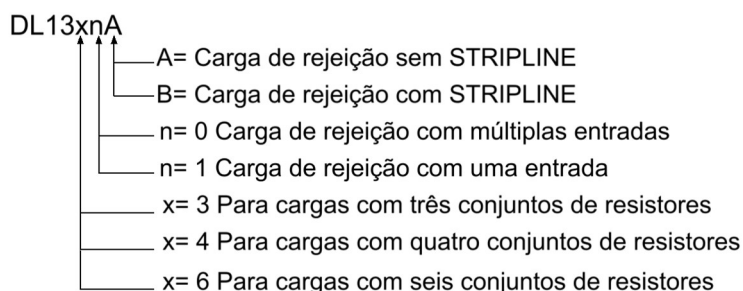 DL13xnA
A= Carga de rejeição sem STRIPLINE
B= Carga de rejeição com STRIPLINE
n= 0 Carga de rejeição com múltiplas entradas
n= 1 Carga de rejeição com uma entrada
x= 3 Para cargas com três conjuntos de resistores
x= 4 Para cargas com quatro conjuntos de resistores
x= 6 Para cargas com seis conjuntos de resistores